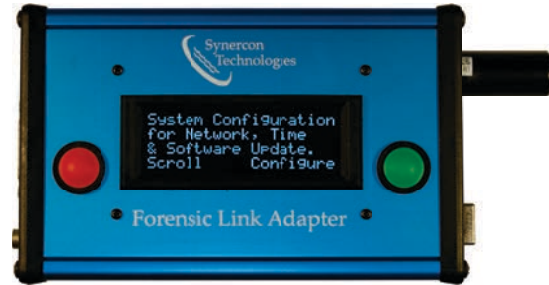 Synercon
Technologies
System Configuration
for Network, Time
& Software Update.
Scroll Configure
Forensic Link Adapter